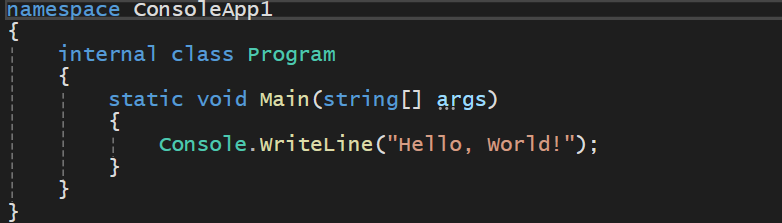 namespace ConsoleApp1
{
    internal class Program
    {
        static void Main(string[] args)
        {
            Console.WriteLine("Hello, World!");
        }
    }
}